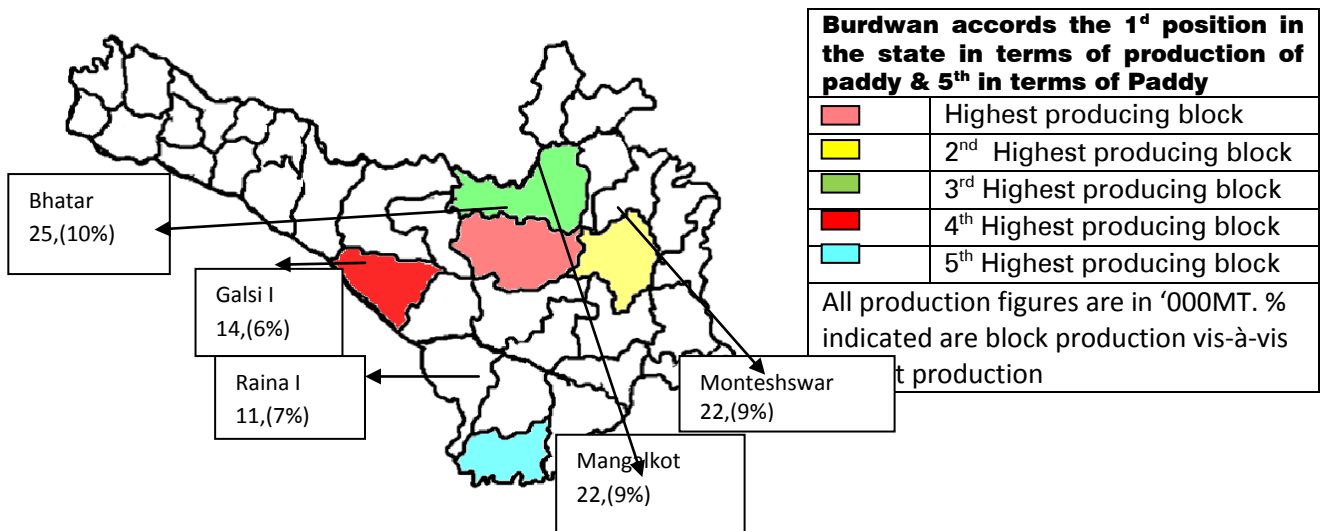 Burdwan accords the 1d position in
the state in terms of production of
paddy & 5th in terms of Paddy
Highest producing block
2nd Highest producing block
3rd Highest producing block
4th Highest producing block
5th Highest producing block
All production figures are in ‘000MT. %
indicated are block production vis-à-vis
t production
Bhatar
25,(10%)
Galsi I
14,(6%)
Raina I
11,(7%)
Monteshswar
22,(9%)
Mangalkot
22,(9%)